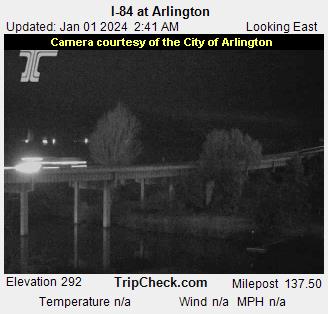 I-84 at Arlington
Updated: Jan 01 2024 2:41 AM Looking East
Camera courtesy of the City of Arlington
Elevation 292 TripCheck.com Milepost 137.50
Temperature n/a Wind n/a MPH n/a